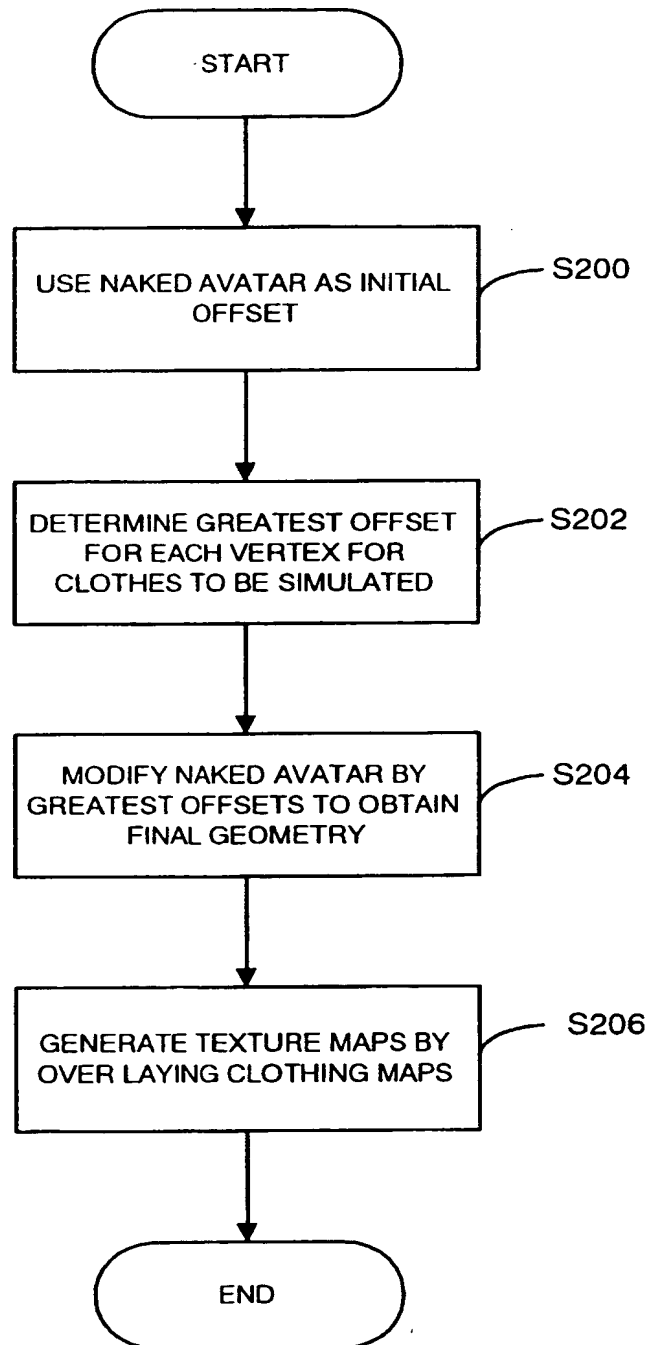 START
USE NAKED AVATAR AS INITIAL
OFFSET
S200
DETERMINE GREATEST OFFSET
FOR EACH VERTEX FOR
CLOTHES TO BE SIMULATED
S202
MODIFY NAKED AVATAR BY
GREATEST OFFSETS TO OBTAIN
FINAL GEOMETRY
S204
GENERATE TEXTURE MAPS BY
OVER LAYING CLOTHING MAPS
S206
END